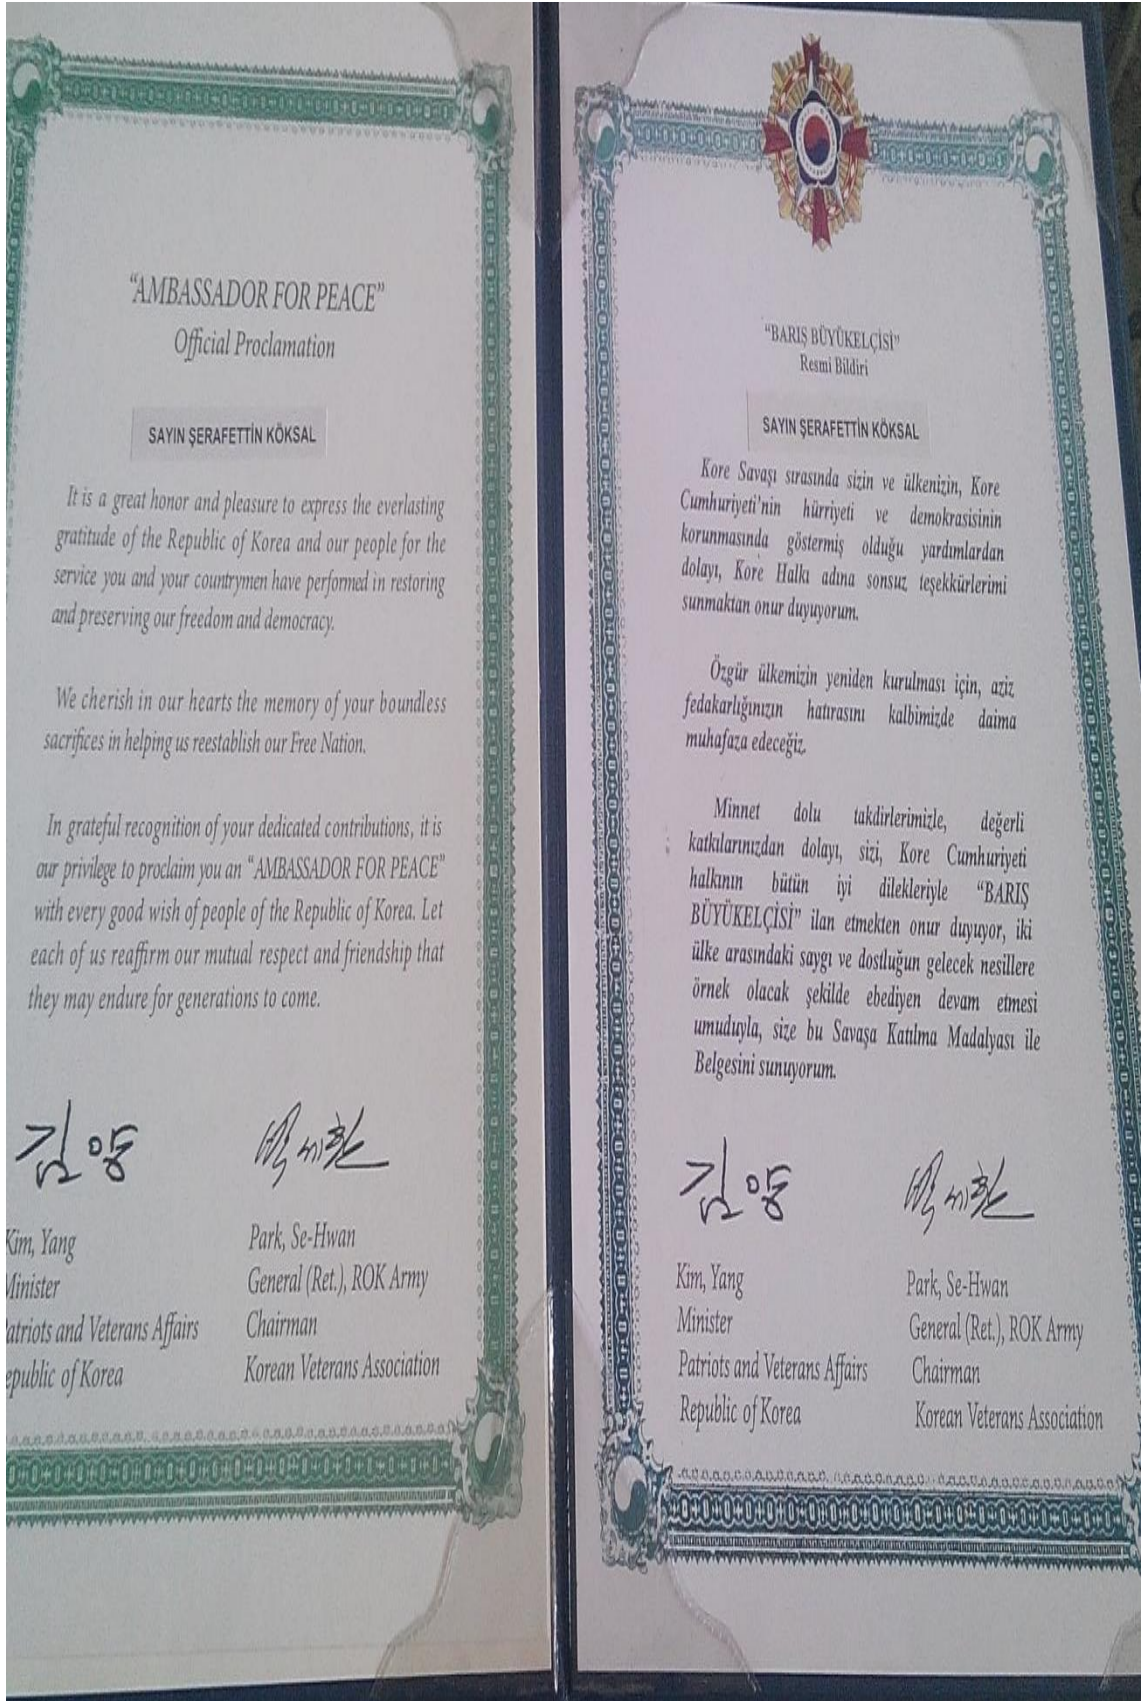 "AMBASSADOR FOR PEACE"
Official Proclamation
SAYIN ŞERAFETTİN KÖKSAL
It is a great honor and pleasure to express the everlasting
gratitude of the Republic of Korea and our people for the
service you and your countrymen have performed in restoring
and preserving our freedom and democracy.
We cherish in our hearts the memory of your boundless
sacrifices in helping us reestablish our Free Nation.
In grateful recognition of your dedicated contributions, it is
our privilege to proclaim you an "AMBASSADOR FOR PEACE"
with every good wish of people of the Republic of Korea. Let
each of us reaffirm our mutual respect and friendship that
they may endure for generations to come.
김양
박세환
Kim, Yang
Minister
Patriots and Veterans Affairs
Republic of Korea
Park, Se-Hwan
General (Ret.), ROK Army
Chairman
Korean Veterans Association
"BARIŞ BÜYÜKELÇİSİ"
Resmi Bildiri
SAYIN ŞERAFETTİN KÖKSAL
Kore Savaşı sırasında sizin ve ülkenizin, Kore
Cumhuriyeti'nin hürriyeti ve demokrasisinin
korunmasında göstermiş olduğu yardımlardan
dolayı, Kore Halkı adına sonsuz teşekkürlerimi
sunmaktan onur duyuyorum.
Özgür ülkemizin yeniden kurulması için, aziz
fedakarlığınızın hatırasını kalbimizde daima
muhafaza edeceğiz.
Minnet dolu takdirlerimizle, değerli
katkılarınızdan dolayı, sizi, Kore Cumhuriyeti
halkının bütün iyi dilekleriyle "BARIŞ
BÜYÜKELÇİSİ" ilan etmekten onur duyuyor, iki
ülke arasındaki saygı ve dostluğun gelecek nesillere
örnek olacak şekilde ebediyen devam etmesi
umuduyla, size bu Savaşa Katılma Madalyası ile
Belgesini sunuyorum.
김양
박세환
Kim, Yang
Minister
Patriots and Veterans Affairs
Republic of Korea
Park, Se-Hwan
General (Ret.), ROK Army
Chairman
Korean Veterans Association